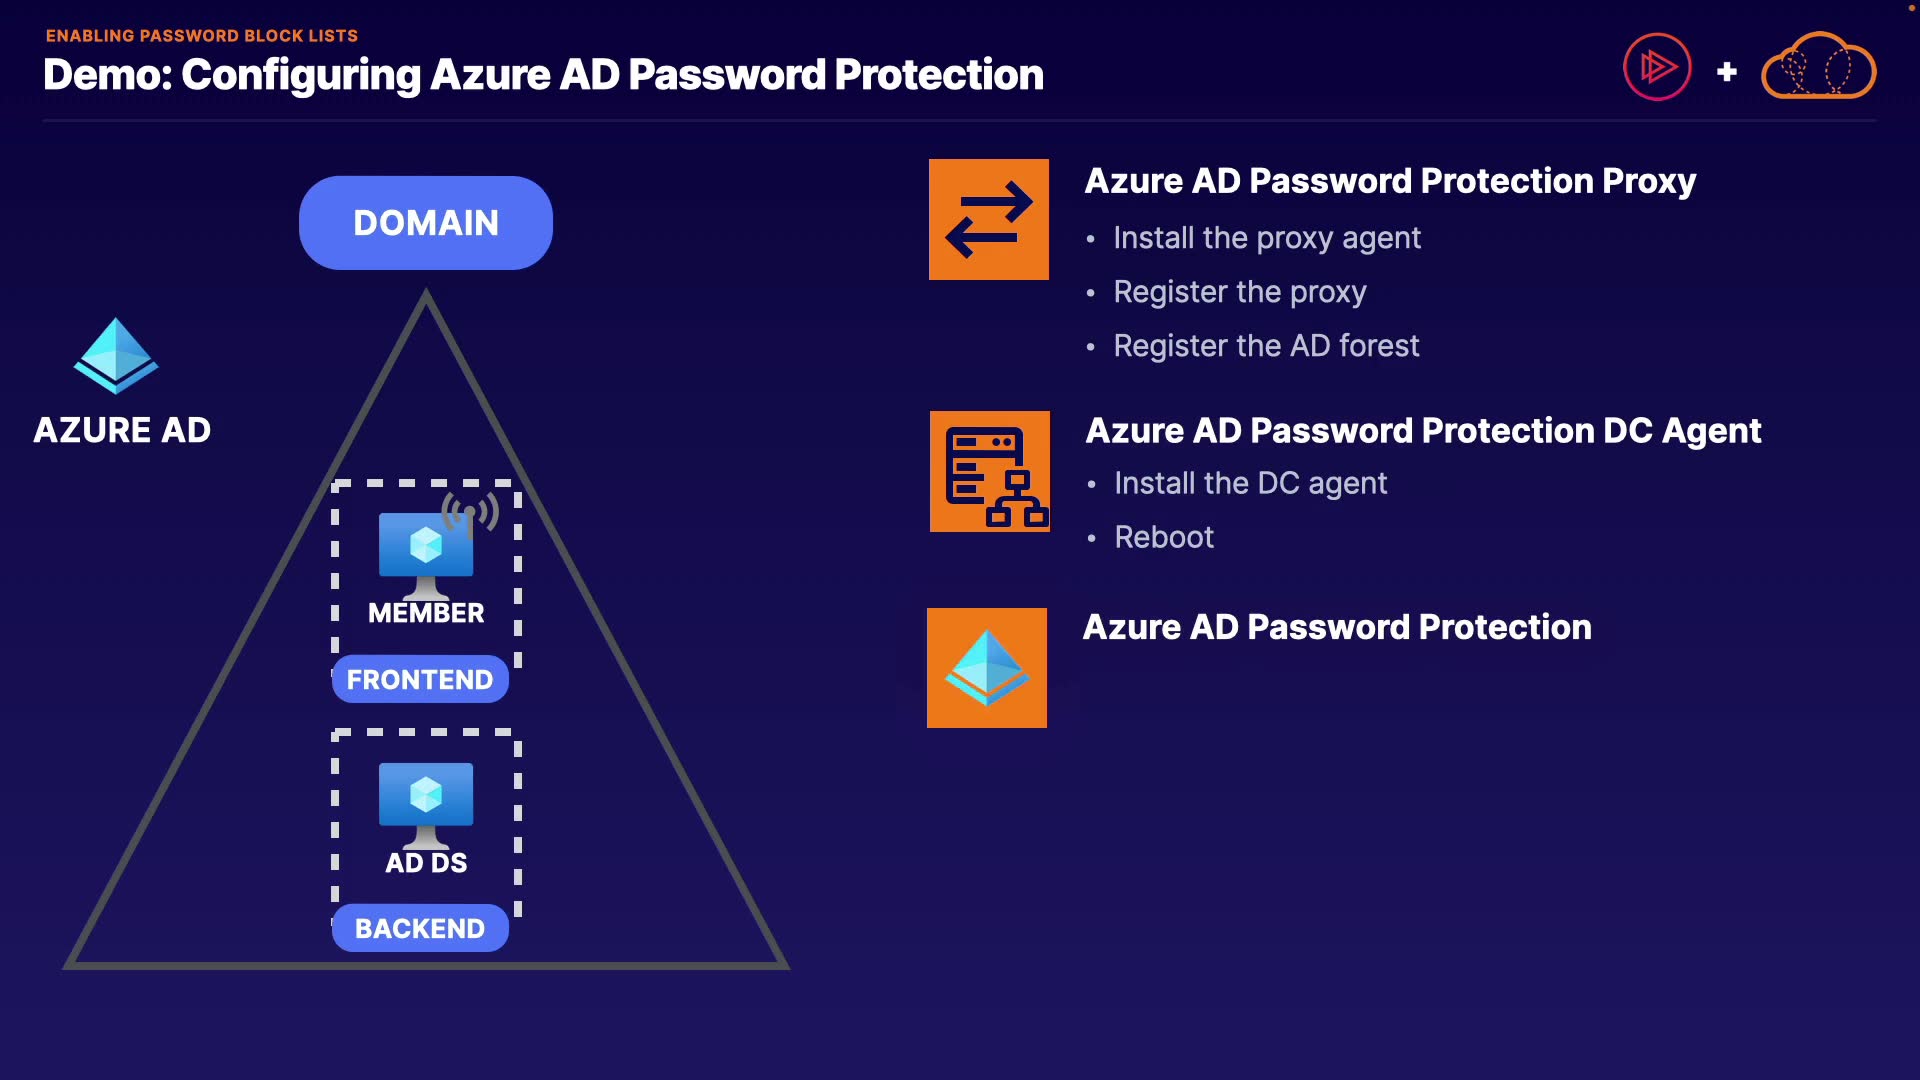 ENABLING PASSWORD BLOCK LISTS
Demo: Configuring Azure AD Password Protection
DOMAIN
AZURE AD
MEMBER
FRONTEND
AD DS
BACKEND
Azure AD Password Protection Proxy
• Install the proxy agent
• Register the proxy
• Register the AD forest
Azure AD Password Protection DC Agent
• Install the DC agent
• Reboot
Azure AD Password Protection